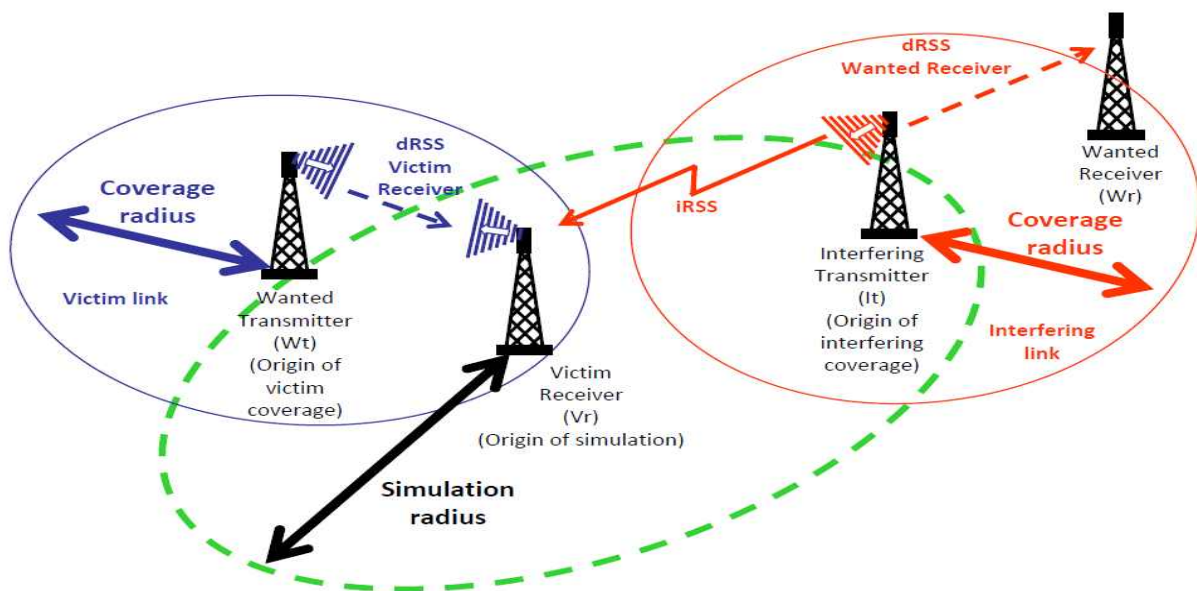 dRSS
Wanted Receiver
Wanted
Receiver
(Wr)
dRSS
Victim
Receiver
Coverage
radius
iRSS
Coverage
radius
Victim link
Wanted
Transmitter
(Wt)
(Origin of
victim
coverage)
Interfering
Transmitter
(It)
(Origin of
interfering
coverage)
Interfering
link
Victim
Receiver
(Vr)
(Origin of simulation)
Simulation
radius